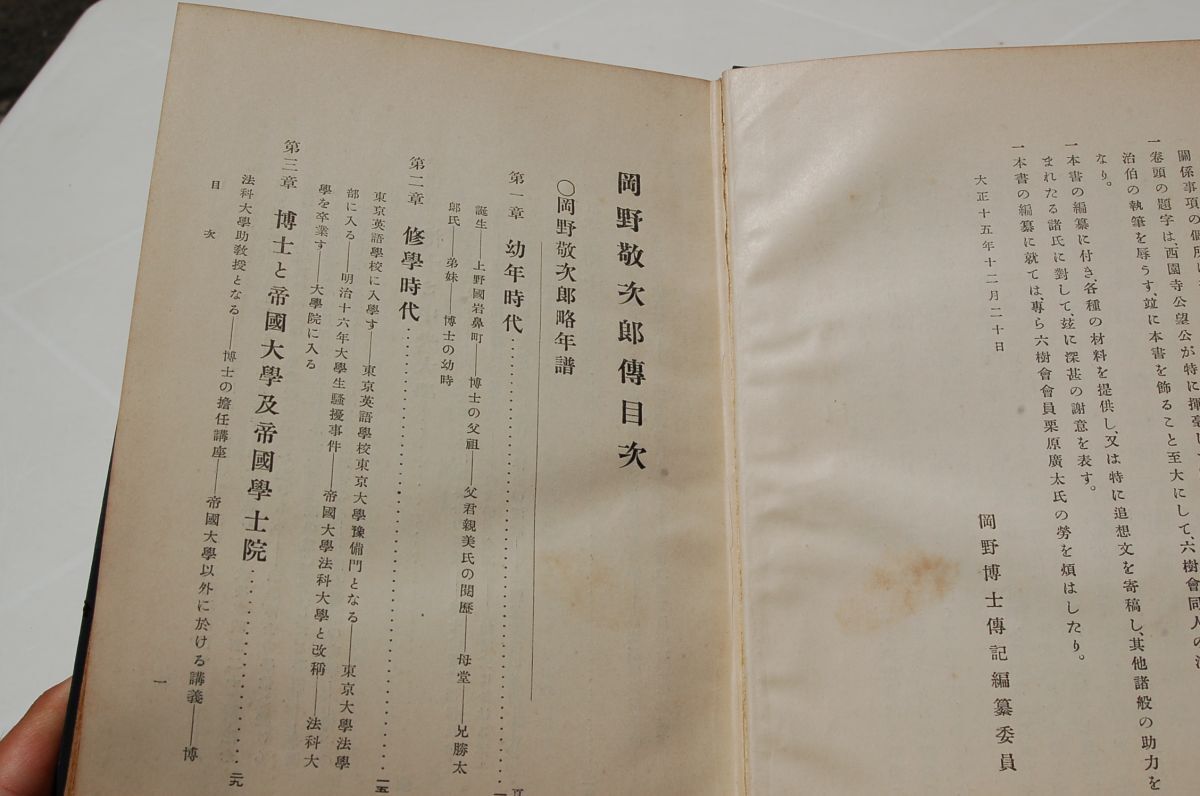 關係事項の個所に
一卷頭の題字は、西園寺公望公が特に揮毫し
治伯の執筆を辱うす、竝に本書を飾ること至大にして、六樹會同人の
なり。
一本書の編纂に付き、各種の材料を提供し、又は特に追想文を寄稿し、其他諸般の助力を
まれたる諸氏に對して、玆に深甚の謝意を表す。
一本書の編纂に就ては、專ら六樹會會員栗原廣太氏の勞を煩はしたり。
大正十五年十二月二十日
岡野博士傳記編纂委員
岡野敬次郎傳目次
○岡野敬次郎略年譜
第一章 幼年時代
誕生――上野國岩鼻町――博士の父祖――父君親美氏の閱歷――母堂――兄勝太
郎氏――弟妹――博士の幼時
第二章 修學時代 一五
東京英語學校に入學す――東京英語學校東京大學豫備門となる――東京大學法學
部に入る――明治十六年大學生騷擾事件――帝國大學法科大學と改稱――法科大
學を卒業す――大學院に入る
第三章 博士と帝國大學及帝國學士院 二九
法科大學助敎授となる――博士の擔任講座――帝國大學以外に於ける講義――博
目次
一